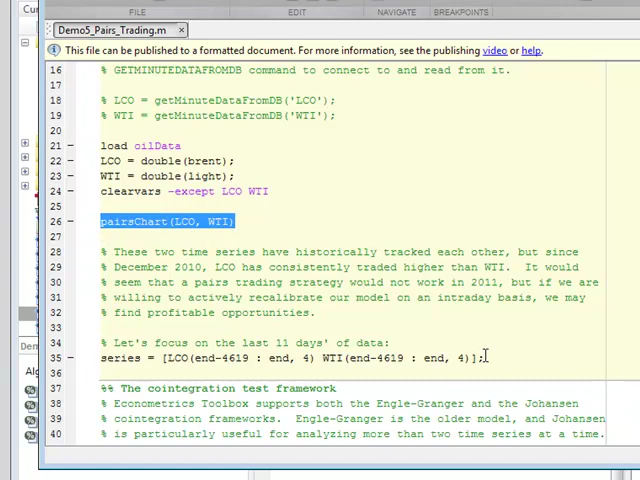 Cur
FILE
EDIT
NAVIGATE
BREAKPOINTS
Demo5_Pairs_Trading.m ×
This file can be published to a formatted document. For more information, see the publishing video or help.
16 % GETMINUTEDATAFROMDB command to connect to and read from it.
17
18 % LCO = getMinuteDataFromDB('LCO');
19 % WTI = getMinuteDataFromDB('WTI');
20
21 load oilData
22 LCO = double(brent);
23 WTI = double(light);
24 clearvars -except LCO WTI
25
26 pairsChart(LCO, WTI)
27
28 % These two time series have historically tracked each other, but since
29 % December 2010, LCO has consistently traded higher than WTI.  It would
30 % seem that a pairs trading strategy would not work in 2011, but if we are
31 % willing to actively recalibrate our model on an intraday basis, we may
32 % find profitable opportunities.
33
34 % Let's focus on the last 11 days' of data:
35 series = [LCO(end-4619 : end, 4) WTI(end-4619 : end, 4)];
36
37 %% The cointegration test framework
38 % Econometrics Toolbox supports both the Engle-Granger and the Johansen
39 % cointegration frameworks.  Engle-Granger is the older model, and Johansen
40 % is particularly useful for analyzing more than two time series at a time.
Dem
Alg